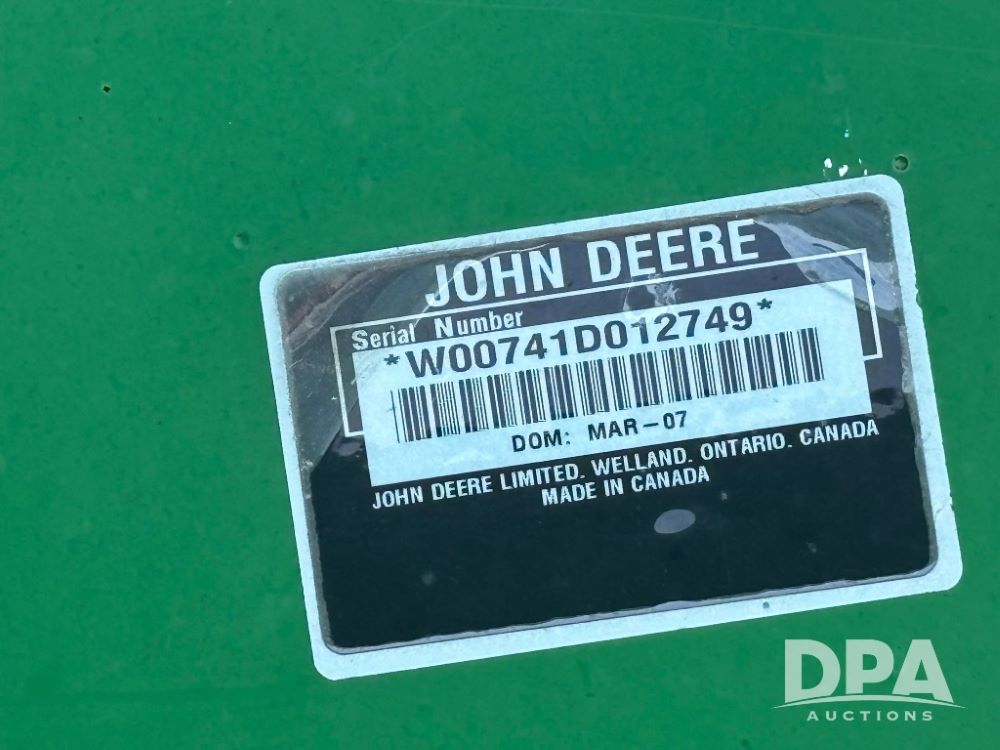 JOHN DEERE
Serial Number
*W00741D012749*
DOM: MAR-07
JOHN DEERE LIMITED. WELLAND. ONTARIO. CANADA
MADE IN CANADA
DPA
AUCTIONS